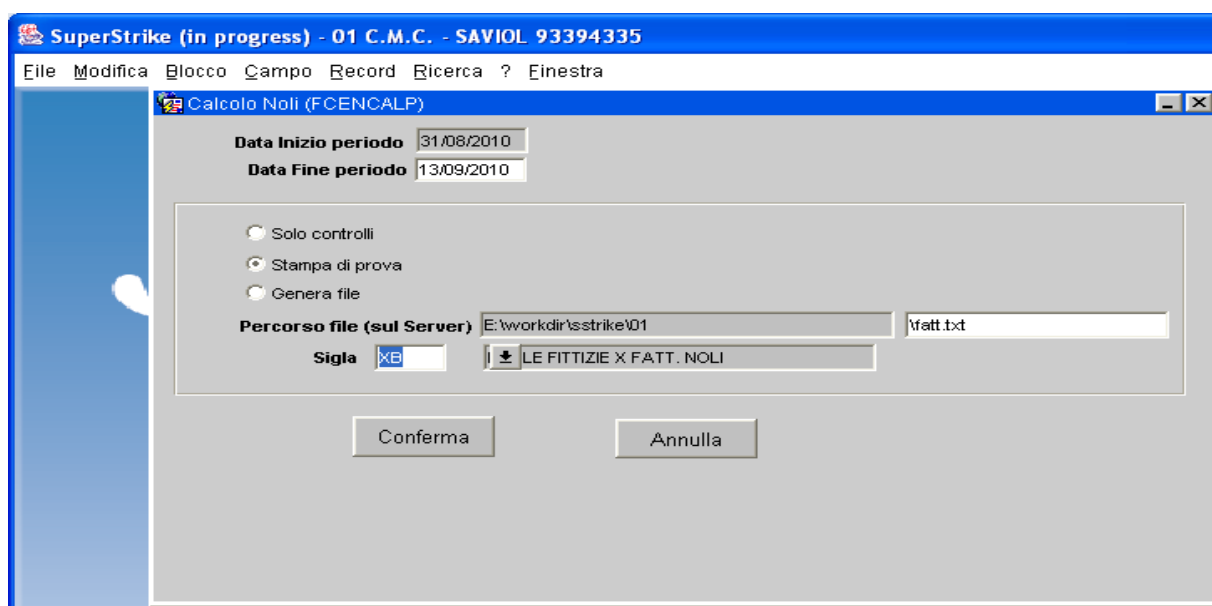 SuperStrike (in progress) - 01 C.M.C. - SAVIOL 93394335
File Modifica Blocco Campo Record Ricerca ? Finestra
Calcolo Noli (FCENCALP)
Data Inizio periodo 31/08/2010
Data Fine periodo 13/09/2010
Solo controlli
Stampa di prova
Genera file
Percorso file (sul Server) E:\workdir\sstrike\01 \fatt.txt
Sigla XB LE FITTIZIE X FATT. NOLI
Conferma Annulla